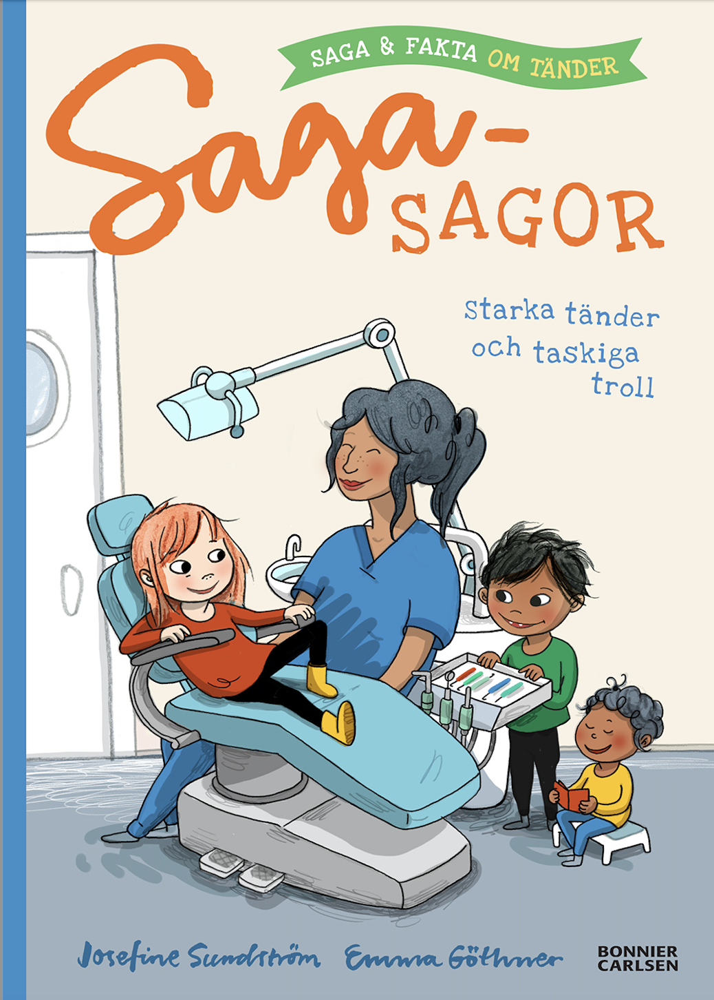 SAGA & FAKTA OM TÄNDER
Saga-
SAGOR
starka tänder
och taskiga
troll
Josefine Sundström Emma Göthner
BONNIER
CARLSEN